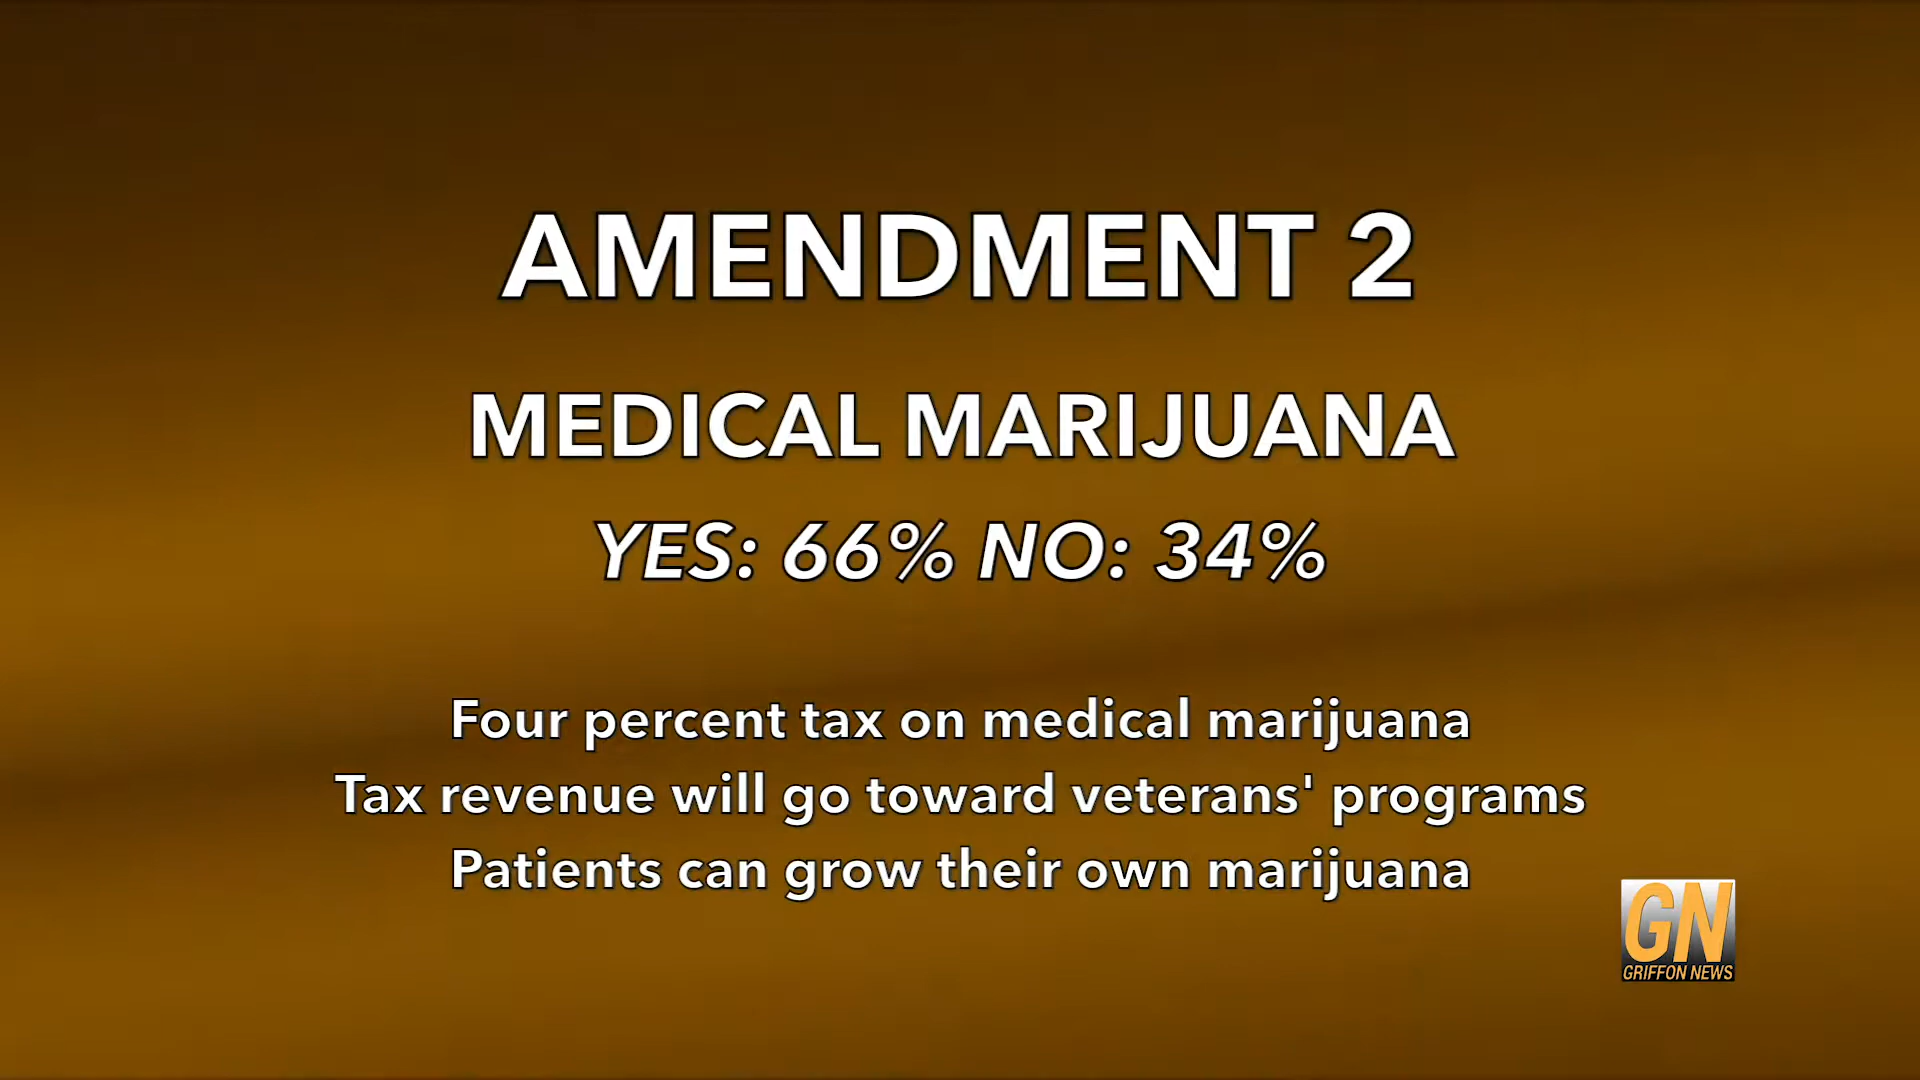 AMENDMENT 2
MEDICAL MARIJUANA
YES: 66% NO: 34%
Four percent tax on medical marijuana
Tax revenue will go toward veterans' programs
Patients can grow their own marijuana
GN
GRIFFON NEWS